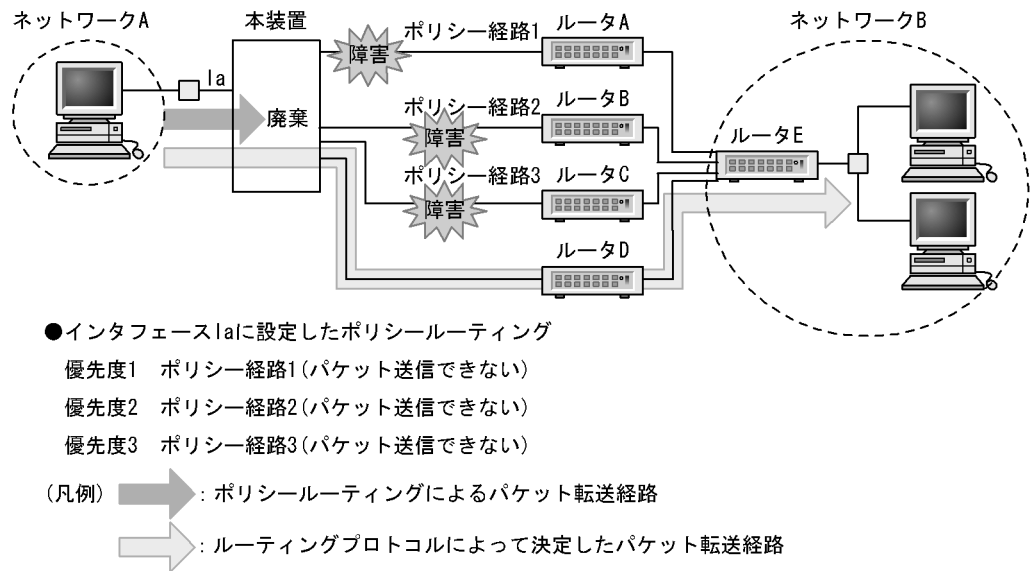 ネットワークA
本装置
ポリシー経路1
ルータA
ネットワークB
障害
Ia
廃棄
ポリシー経路2
ルータB
障害
ルータE
ポリシー経路3
ルータC
障害
ルータD
●インタフェースIaに設定したポリシールーティング
優先度1 ポリシー経路1(パケット送信できない)
優先度2 ポリシー経路2(パケット送信できない)
優先度3 ポリシー経路3(パケット送信できない)
(凡例) : ポリシールーティングによるパケット転送経路
: ルーティングプロトコルによって決定したパケット転送経路